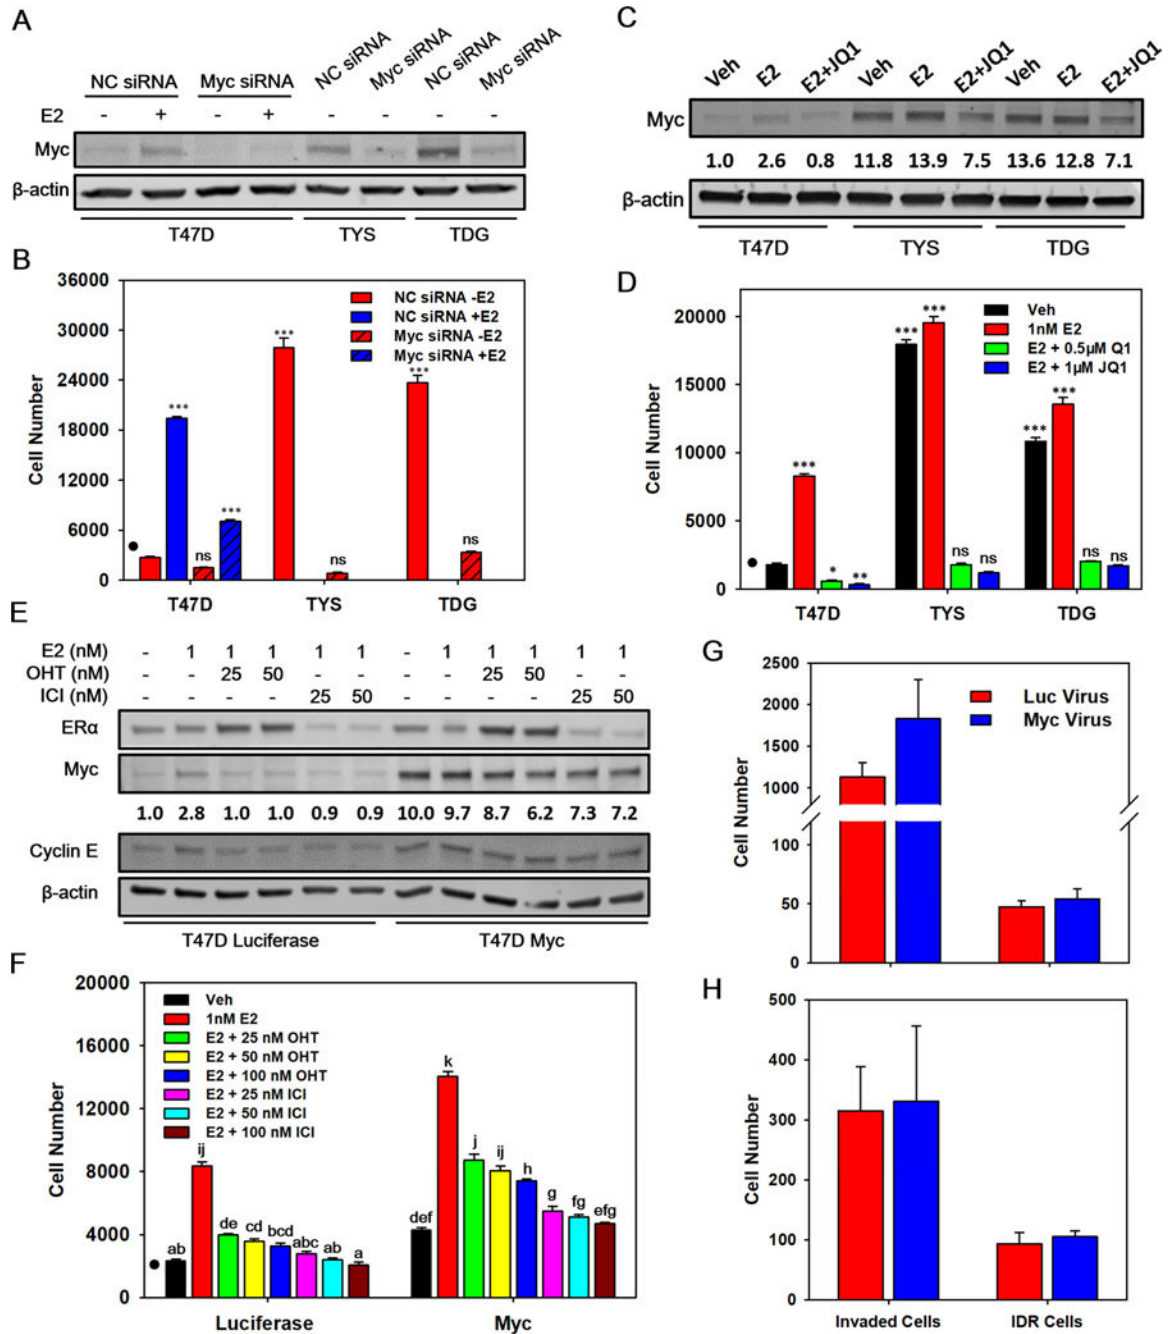 A
NC siRNA Myc siRNA NC siRNA Myc siRNA NC siRNA Myc siRNA
E2 - + - + - - - -
Myc
β-actin
T47D TYS TDG
B
36000
30000
24000
18000
12000
6000
0
Cell Number
NC siRNA -E2
NC siRNA +E2
Myc siRNA -E2
Myc siRNA +E2
*** *** ns *** *** ns *** ns
T47D TYS TDG
C
Veh E2 E2+JQ1 Veh E2 E2+JQ1 Veh E2 E2+JQ1
Myc
1.0 2.6 0.8 11.8 13.9 7.5 13.6 12.8 7.1
β-actin
T47D TYS TDG
D
20000
15000
10000
5000
0
Cell Number
Veh
1nM E2
E2 + 0.5µM Q1
E2 + 1µM JQ1
*** * ** *** *** ns ns *** *** ns ns
T47D TYS TDG
E
E2 (nM) - 1 1 1 1 1 - 1 1 1 1 1
OHT (nM) - - 25 50 - - - - 25 50 - -
ICI (nM) - - - - 25 50 - - - - 25 50
ERα
Myc
1.0 2.8 1.0 1.0 0.9 0.9 10.0 9.7 8.7 6.2 7.3 7.2
Cyclin E
β-actin
T47D Luciferase T47D Myc
F
20000
16000
12000
8000
4000
0
Cell Number
Veh
1nM E2
E2 + 25 nM OHT
E2 + 50 nM OHT
E2 + 100 nM OHT
E2 + 25 nM ICI
E2 + 50 nM ICI
E2 + 100 nM ICI
ab ij de cd bcd abc ab a
def k j ij h g fg efg
Luciferase Myc
G
2500
2000
1500
1000
100
50
0
Cell Number
Luc Virus
Myc Virus
H
500
400
300
200
100
0
Cell Number
Invaded Cells IDR Cells